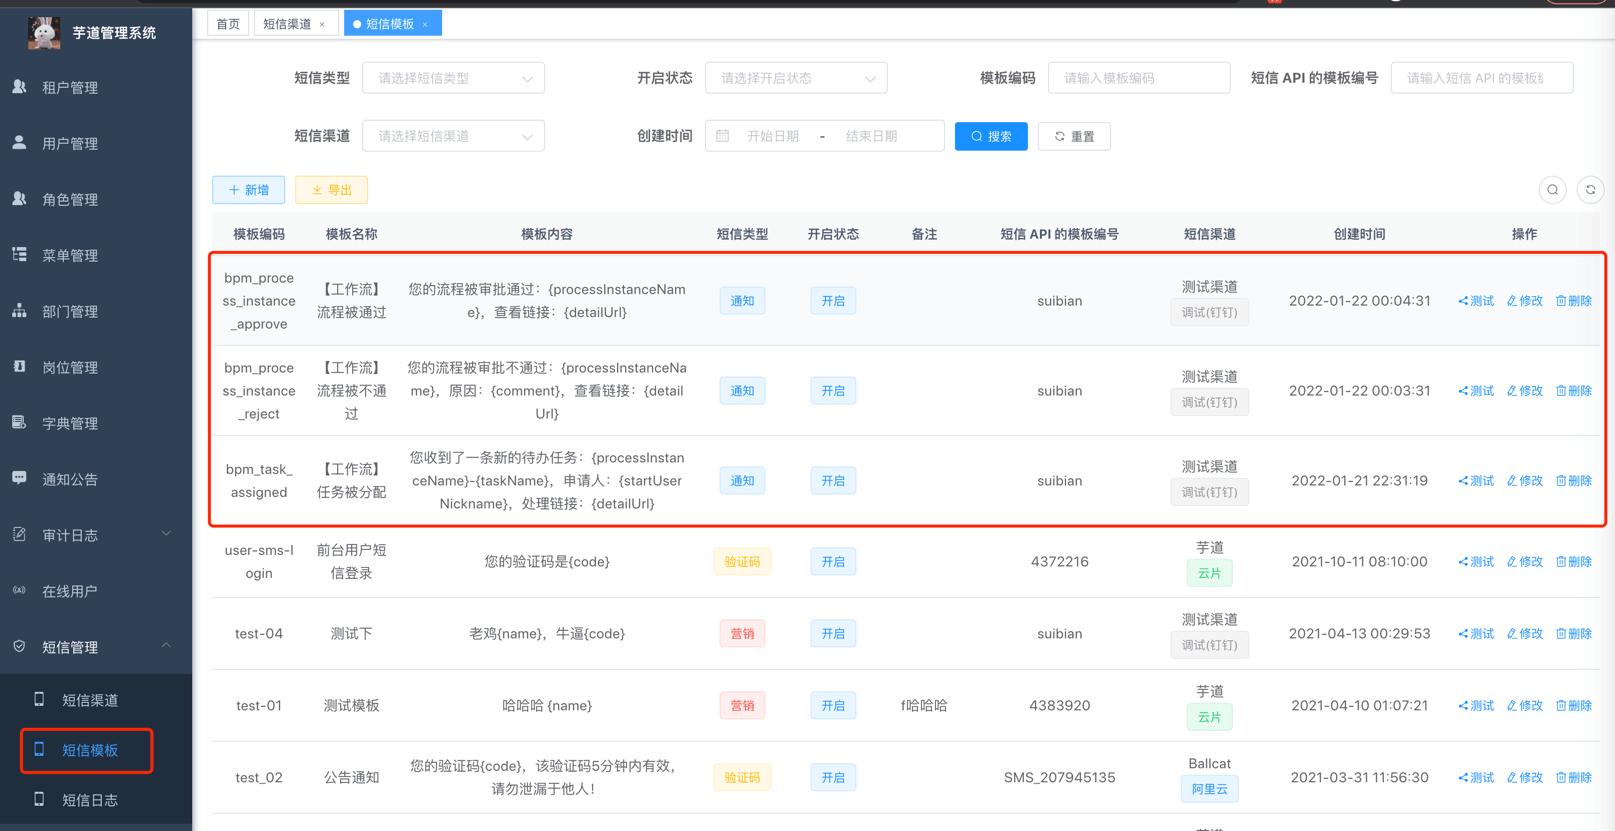 首页
短信渠道 ×
短信模板 ×
芋道管理系统
租户管理
用户管理
角色管理
菜单管理
部门管理
岗位管理
字典管理
通知公告
审计日志
在线用户
短信管理
短信渠道
短信模板
短信日志
短信类型 请选择短信类型 开启状态 请选择开启状态 模板编码 请输入模板编码 短信 API 的模板编号 请输入短信 API 的模板
短信渠道 请选择短信渠道 创建时间 开始日期 - 结束日期 搜索 重置
+ 新增 导出
模板编码 模板名称 模板内容 短信类型 开启状态 备注 短信 API 的模板编号 短信渠道 创建时间 操作
bpm_proce
ss_instance
_approve
【工作流】
流程被通过
您的流程被审批通过：{processInstanceNam
e}，查看链接：{detailUrl}
通知
开启
suibian
测试渠道
调试(钉钉)
2022-01-22 00:04:31
测试 修改 删除
bpm_proce
ss_instance
_reject
【工作流】
流程被不通
过
您的流程被审批不通过：{processInstanceNa
me}，原因：{comment}，查看链接：{detail
Url}
通知
开启
suibian
测试渠道
调试(钉钉)
2022-01-22 00:03:31
测试 修改 删除
bpm_task_
assigned
【工作流】
任务被分配
您收到了一条新的待办任务：{processInstan
ceName}-{taskName}，申请人：{startUser
Nickname}，处理链接：{detailUrl}
通知
开启
suibian
测试渠道
调试(钉钉)
2022-01-21 22:31:19
测试 修改 删除
user-sms-l
ogin
前台用户短
信登录
您的验证码是{code}
验证码
开启
4372216
芋道
云片
2021-10-11 08:10:00
测试 修改 删除
test-04
测试下
老鸡{name}，牛逼{code}
营销
开启
suibian
测试渠道
调试(钉钉)
2021-04-13 00:29:53
测试 修改 删除
test-01
测试模板
哈哈哈 {name}
营销
开启
f哈哈哈
4383920
芋道
云片
2021-04-10 01:07:21
测试 修改 删除
test_02
公告通知
您的验证码{code}，该验证码5分钟内有效，
请勿泄漏于他人！
验证码
开启
SMS_207945135
Ballcat
阿里云
2021-03-31 11:56:30
测试 修改 删除